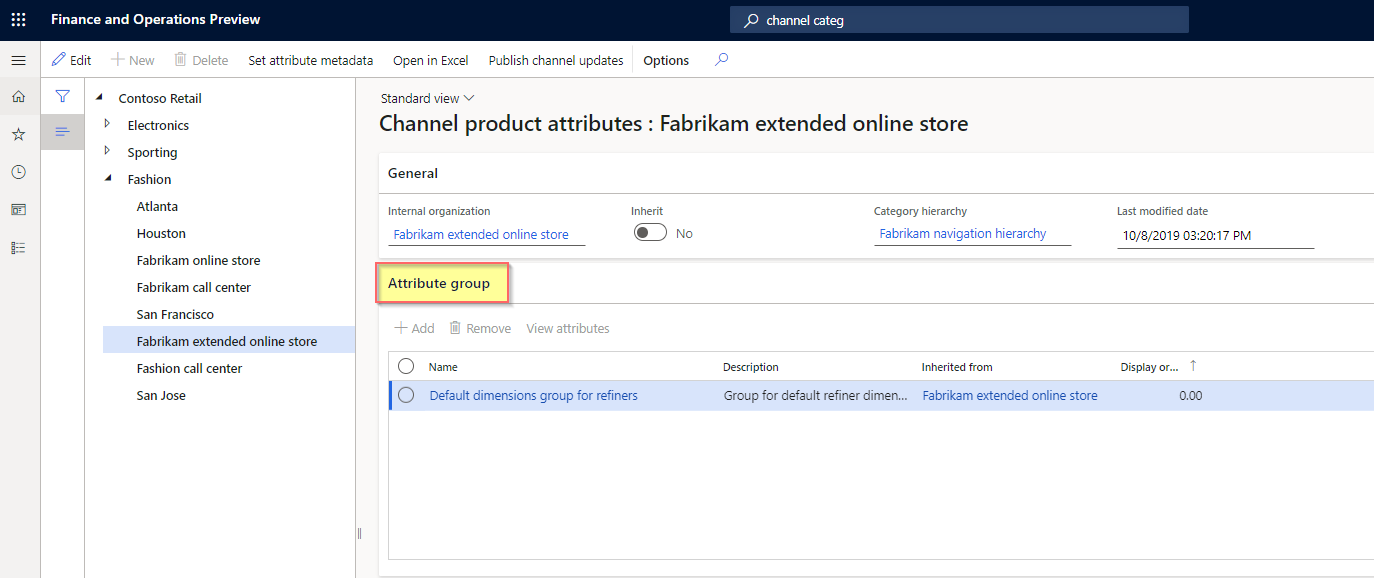 Finance and Operations Preview
channel categ
Edit New Delete Set attribute metadata Open in Excel Publish channel updates Options
Contoso Retail
Electronics
Sporting
Fashion
Atlanta
Houston
Fabrikam online store
Fabrikam call center
San Francisco
Fabrikam extended online store
Fashion call center
San Jose
Standard view
Channel product attributes : Fabrikam extended online store
General
Internal organization Inherit Category hierarchy Last modified date
Fabrikam extended online store No Fabrikam navigation hierarchy 10/8/2019 03:20:17 PM
Attribute group
Add Remove View attributes
Name Description Inherited from Display or...
Default dimensions group for refiners Group for default refiner dimen... Fabrikam extended online store 0.00